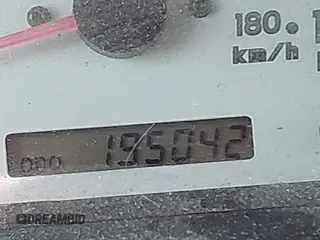 180.
km/h
ODO 195042
DREAMBID